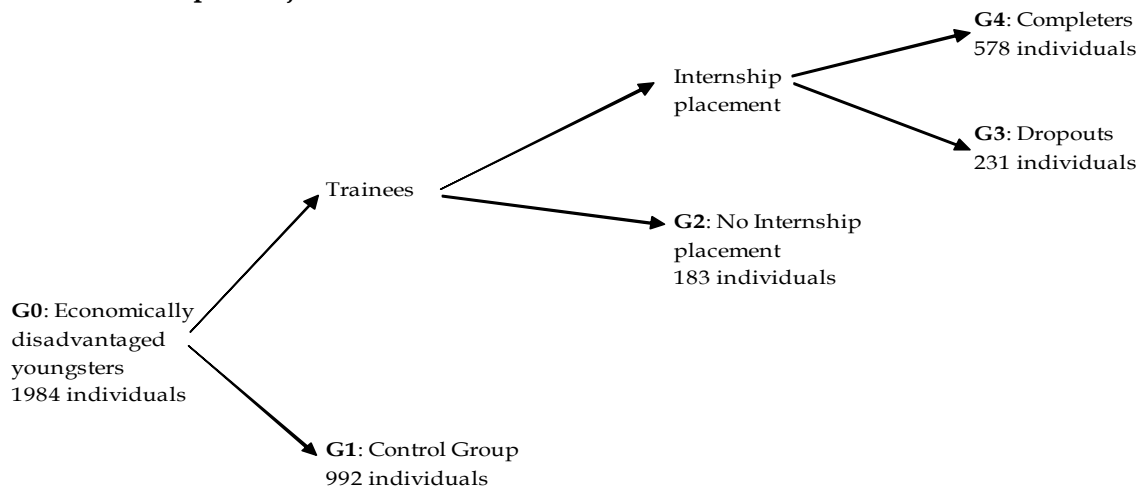 G4: Completers
578 individuals
Internship
placement
G3: Dropouts
231 individuals
Trainees
G2: No Internship
placement
183 individuals
G0: Economically
disadvantaged
youngsters
1984 individuals
G1: Control Group
992 individuals